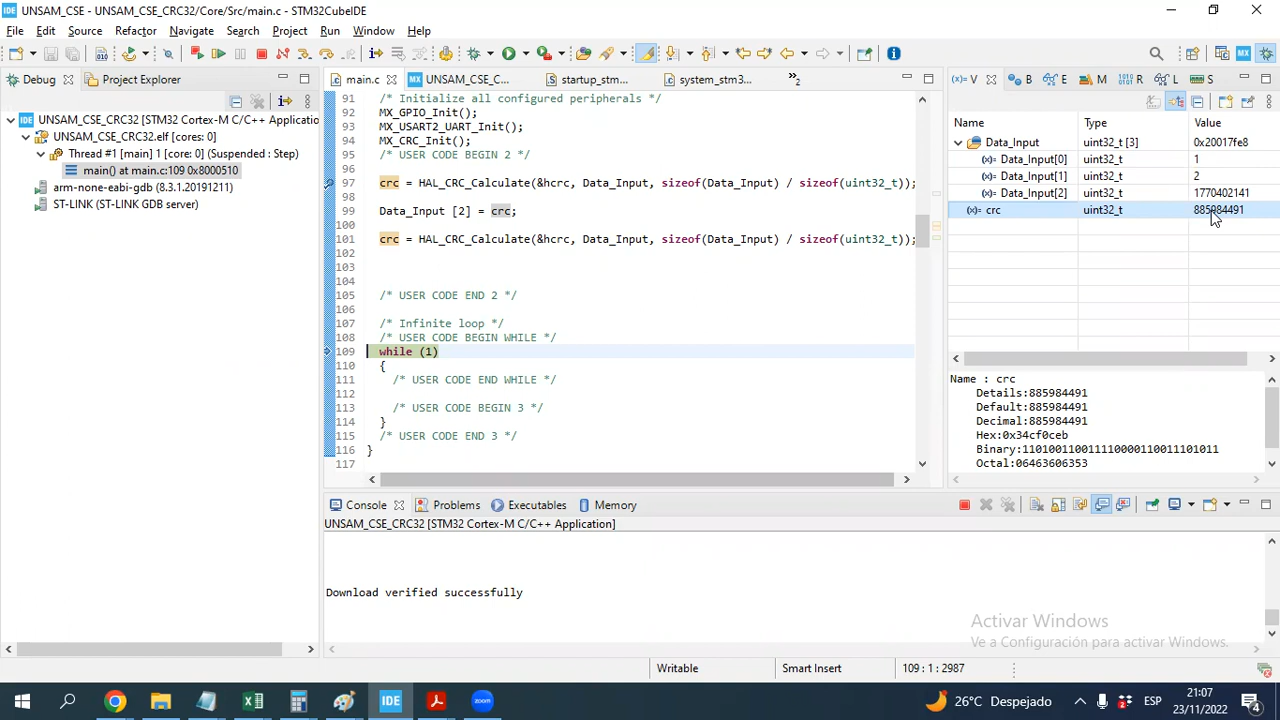 UNSAM_CSE - UNSAM_CSE_CRC32/Core/Src/main.c - STM32CubeIDE
File Edit Source Refactor Navigate Search Project Run Window Help
Debug Project Explorer
UNSAM_CSE_CRC32 [STM32 Cortex-M C/C++ Applicatio
UNSAM_CSE_CRC32.elf [cores: 0]
Thread #1 [main] 1 [core: 0] (Suspended : Step)
main() at main.c:109 0x8000510
arm-none-eabi-gdb (8.3.1.20191211)
ST-LINK (ST-LINK GDB server)
main.c UNSAM_CSE_C... startup_stm... system_stm3... »2
91 /* Initialize all configured peripherals */
92 MX_GPIO_Init();
93 MX_USART2_UART_Init();
94 MX_CRC_Init();
95 /* USER CODE BEGIN 2 */
96
97 crc = HAL_CRC_Calculate(&hcrc, Data_Input, sizeof(Data_Input) / sizeof(uint32_t));
98
99 Data_Input [2] = crc;
100
101 crc = HAL_CRC_Calculate(&hcrc, Data_Input, sizeof(Data_Input) / sizeof(uint32_t));
102
103
104
105 /* USER CODE END 2 */
106
107 /* Infinite loop */
108 /* USER CODE BEGIN WHILE */
109 while (1)
110 {
111 /* USER CODE END WHILE */
112
113 /* USER CODE BEGIN 3 */
114 }
115 /* USER CODE END 3 */
116 }
117
(x)= V B E M R L S
Name Type Value
Data_Input uint32_t [3] 0x20017fe8
(x)= Data_Input[0] uint32_t 1
(x)= Data_Input[1] uint32_t 2
(x)= Data_Input[2] uint32_t 1770402141
(x)= crc uint32_t 885984491
Name : crc
Details:885984491
Default:885984491
Decimal:885984491
Hex:0x34cf0ceb
Binary:110100110011110000110011101011
Octal:06463606353
Console Problems Executables Memory
UNSAM_CSE_CRC32 [STM32 Cortex-M C/C++ Application]
Download verified successfully
Activar Windows
Ve a Configuración para activar Windows.
Writable Smart Insert 109 : 1 : 2987
26°C Despejado ESP 21:07
23/11/2022 4